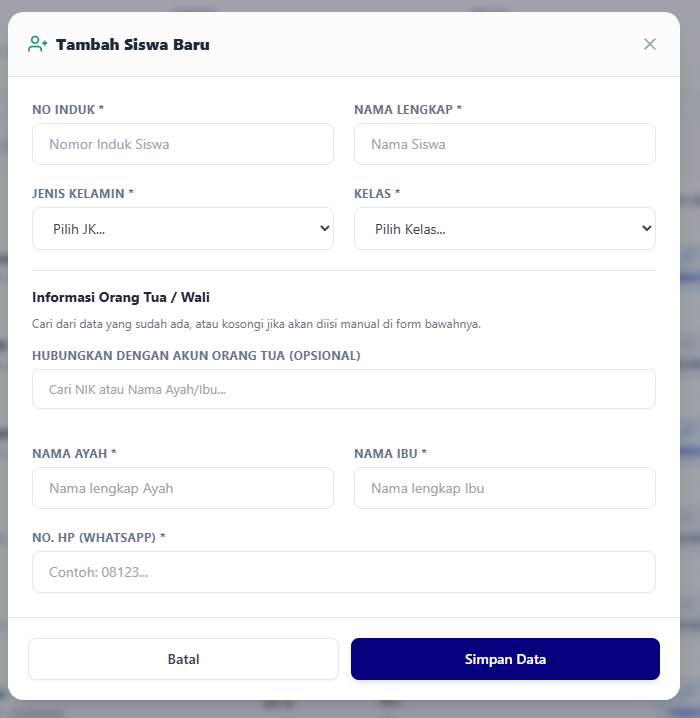 Tambah Siswa Baru
NO INDUK * NAMA LENGKAP *
Nomor Induk Siswa Nama Siswa
JENIS KELAMIN * KELAS *
Pilih JK... Pilih Kelas...
Informasi Orang Tua / Wali
Cari dari data yang sudah ada, atau kosongi jika akan diisi manual di form bawahnya.
HUBUNGKAN DENGAN AKUN ORANG TUA (OPSIONAL)
Cari NIK atau Nama Ayah/Ibu...
NAMA AYAH * NAMA IBU *
Nama lengkap Ayah Nama lengkap Ibu
NO. HP (WHATSAPP) *
Contoh: 08123...
Batal Simpan Data